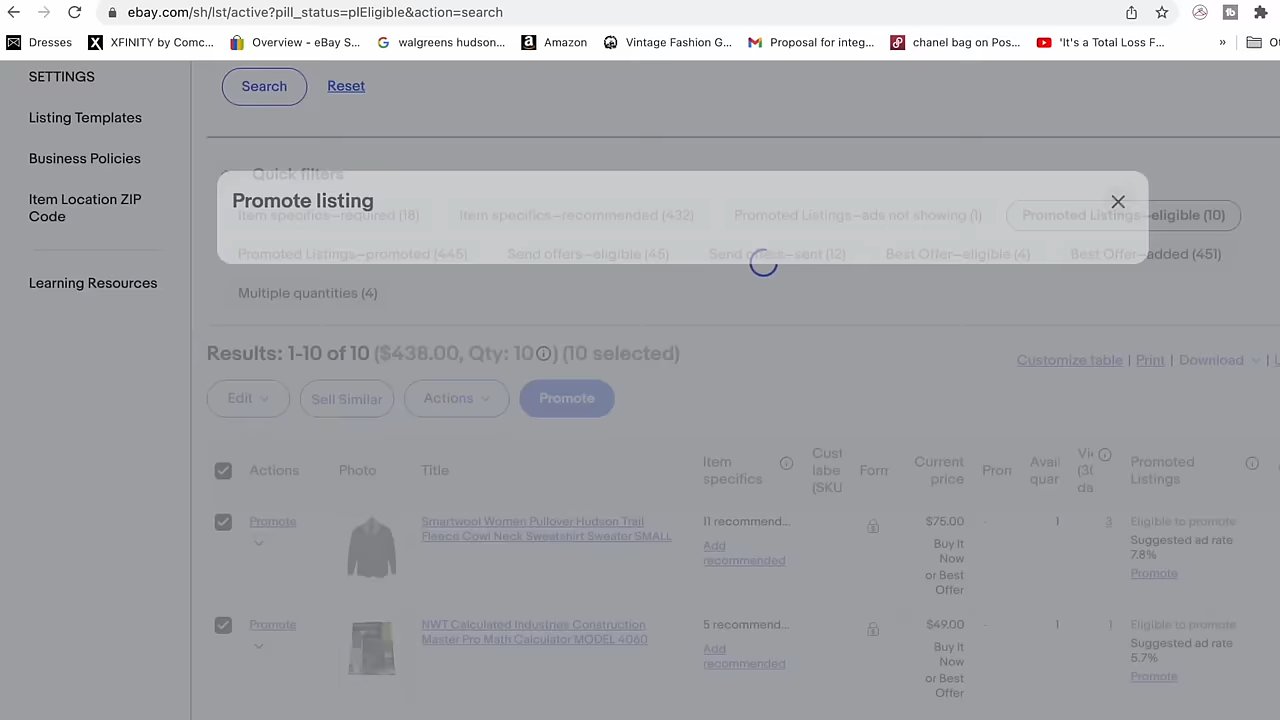 ebay.com/sh/lst/active?pill_status=plEligible&action=search
Dresses
XFINITY by Comc...
Overview - eBay S...
walgreens hudson...
Amazon
Vintage Fashion G...
Proposal for integ...
chanel bag on Pos...
'It's a Total Loss F...
»
SETTINGS
Listing Templates
Business Policies
Item Location ZIP
Code
Learning Resources
Search
Reset
Quick filters
Promote listing
Item specifics–required (18)
Item specifics–recommended (432)
Promoted Listings–ads not showing (1)
Promoted Listings–eligible (10)
Promoted Listings–promoted (445)
Send offers–eligible (45)
Send offers–sent (12)
Best Offer–eligible (4)
Best Offer–added (451)
Multiple quantities (4)
Results: 1-10 of 10 ($438.00, Qty: 10 ) (10 selected)
Customize table | Print | Download |
Edit
Sell Similar
Actions
Promote
Actions
Photo
Title
Item
specifics
Cust
labe
(SKU
Form
Current
price
Prom
Avai
quar
Vi
(30
da
Promoted
Listings
Promote
Smartwool Women Pullover Hudson Trail
Fleece Cowl Neck Sweatshirt Sweater SMALL
11 recommend...
Add
recommended
$75.00
Buy It
Now
or Best
Offer
-
1
3
Eligible to promote
Suggested ad rate
7.8%
Promote
Promote
NWT Calculated Industries Construction
Master Pro Math Calculator MODEL 4060
5 recommend...
Add
recommended
$49.00
Buy It
Now
or Best
Offer
-
1
1
Eligible to promote
Suggested ad rate
5.7%
Promote